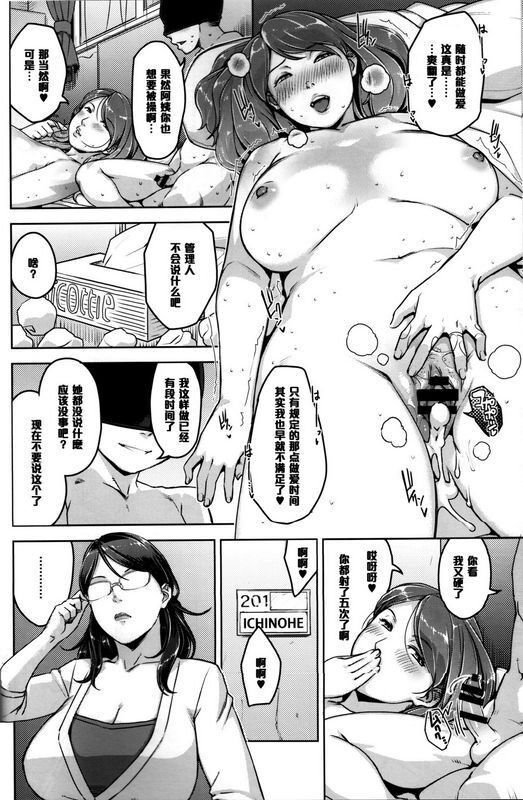 随时都能做爱
这真是…
…爽翻了♥
果然阿姨你也
想要被操啊…
那当然啊♥
可是…
管理人
不会说什么吧
啥？
我这样做已经
有段时间了
她都没说什麽
应该没事吧？
现在不要说这个了
只有规定的那点做爱时间
其实我也早就不满足了♥
你看
我又硬了
哎呀呀♥
你都射了五次了啊
啊啊♥
201
ICHINOHE
啊啊♥
………
cottie